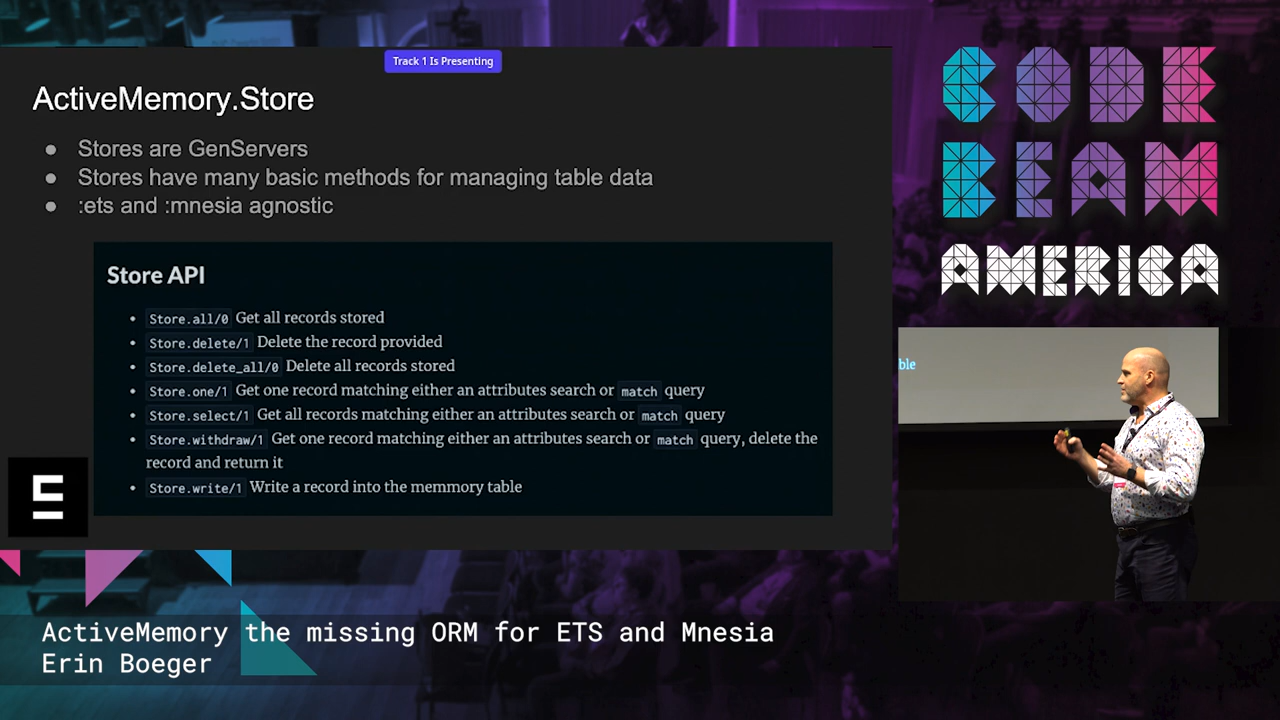 Track 1 Is Presenting
ActiveMemory.Store
● Stores are GenServers
● Stores have many basic methods for managing table data
● :ets and :mnesia agnostic
Store API
• Store.all/0 Get all records stored
• Store.delete/1 Delete the record provided
• Store.delete_all/0 Delete all records stored
• Store.one/1 Get one record matching either an attributes search or match query
• Store.select/1 Get all records matching either an attributes search or match query
• Store.withdraw/1 Get one record matching either an attributes search or match query, delete the
record and return it
• Store.write/1 Write a record into the memmory table
CODE
BEAM
AMERICA
ble
ActiveMemory the missing ORM for ETS and Mnesia
Erin Boeger